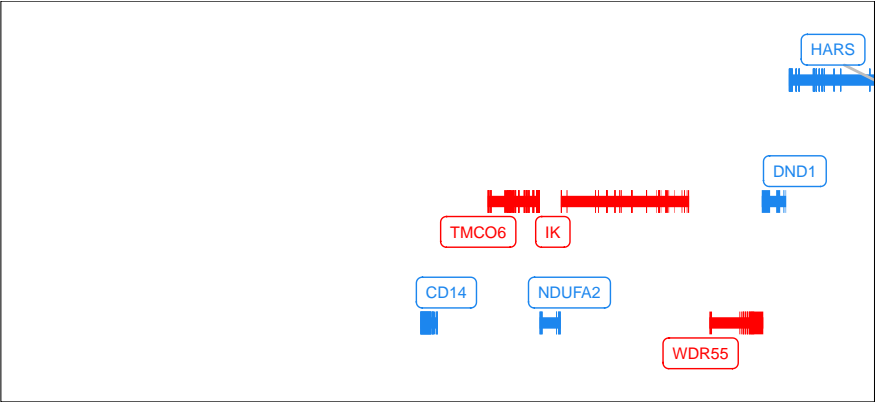 HARS
DND1
TMCO6
IK
CD14
NDUFA2
WDR55